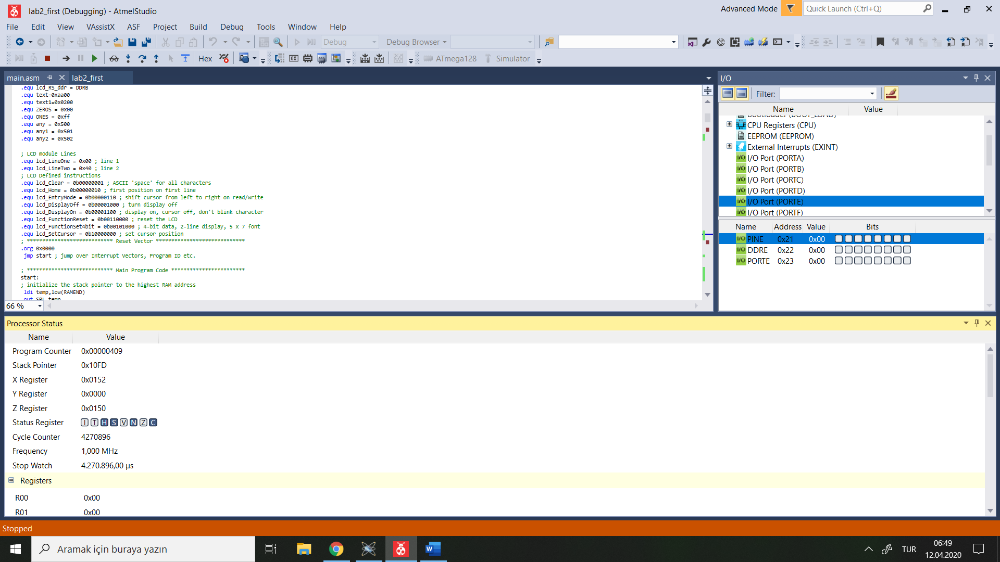 lab2_first (Debugging) - AtmelStudio
Advanced Mode
Quick Launch (Ctrl+Q)
File Edit View VAssistX ASF Project Build Debug Tools Window Help
Debug
Debug Browser
Hex
ATmega128
Simulator
main.asm
lab2_first
.equ lcd_RS_ddr = DDRB
.equ text=0xaa00
.equ text1=0x0200
.equ ZEROS = 0x00
.equ ONES = 0xff
.equ any = 0x500
.equ any1 = 0x501
.equ any2 = 0x502
; LCD module Lines
.equ lcd_LineOne = 0x00 ; line 1
.equ lcd_LineTwo = 0x40 ; line 2
; LCD Defined instructions
.equ lcd_Clear = 0b00000001 ; ASCII 'space' for all characters
.equ lcd_Home = 0b00000010 ; first position on first line
.equ lcd_EntryMode = 0b00000110 ; shift cursor from left to right on read/write
.equ lcd_DisplayOff = 0b00001000 ; turn display off
.equ lcd_DisplayOn = 0b00001100 ; display on, cursor off, don't blink character
.equ lcd_FunctionReset = 0b00110000 ; reset the LCD
.equ lcd_FunctionSet4bit = 0b00101000 ; 4-bit data, 2-line display, 5 x 7 font
.equ lcd_SetCursor = 0b10000000 ; set cursor position
; **************************** Reset Vector *****************************
.org 0x0000
jmp start ; jump over Interrupt Vectors, Program ID etc.
; **************************** Main Program Code ************************
start:
; initialize the stack pointer to the highest RAM address
ldi temp,low(RAMEND)
out SPL,temp
66 %
I/O
Filter:
Name Value
Bootloader (BOOT_LOAD)
CPU Registers (CPU)
EEPROM (EEPROM)
External Interrupts (EXINT)
I/O Port (PORTA)
I/O Port (PORTB)
I/O Port (PORTC)
I/O Port (PORTD)
I/O Port (PORTE)
I/O Port (PORTF)
Name Address Value Bits
PINE 0x21 0x00
DDRE 0x22 0x00
PORTE 0x23 0x00
Processor Status
Name Value
Program Counter 0x00000409
Stack Pointer 0x10FD
X Register 0x0152
Y Register 0x0000
Z Register 0x0150
Status Register I T H S V N Z C
Cycle Counter 4270896
Frequency 1,000 MHz
Stop Watch 4.270.896,00 µs
Registers
R00 0x00
R01 0x00
Stopped
Aramak için buraya yazın
TUR
06:49
12.04.2020